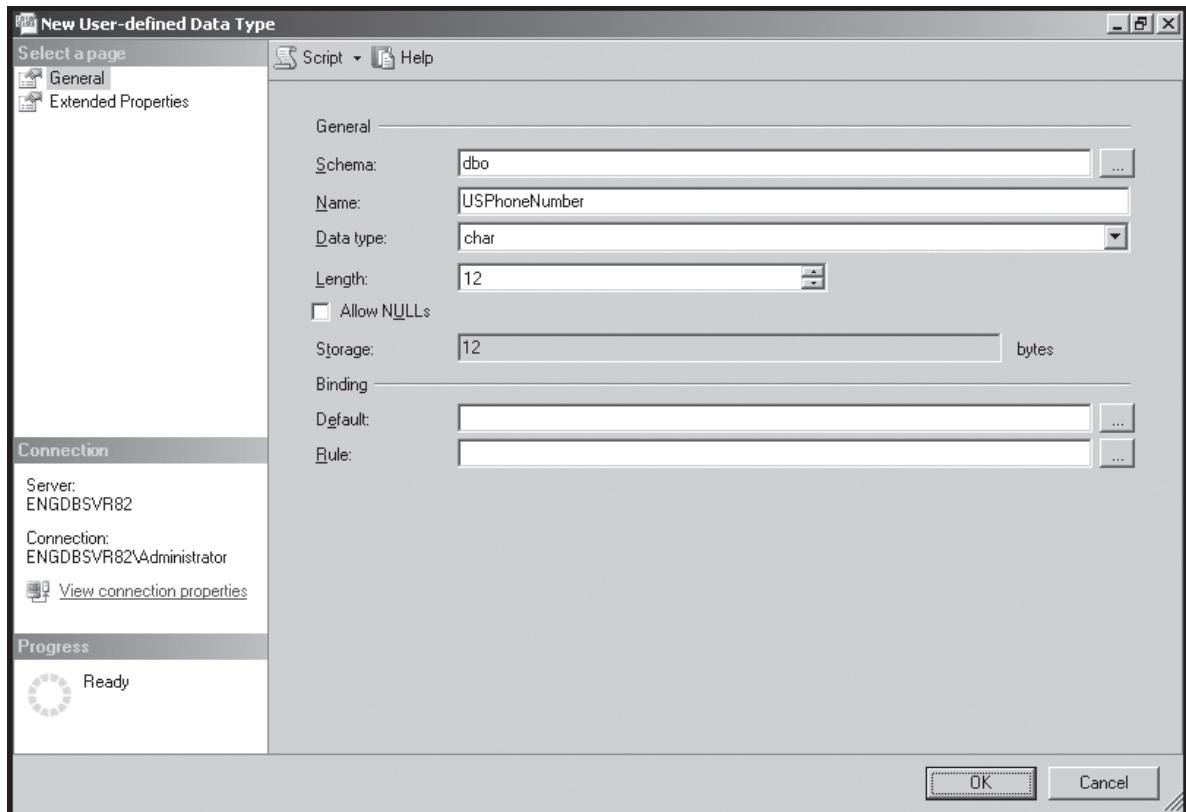 New User-defined Data Type
Select a page
General
Extended Properties
Script Help
General
Schema: dbo ...
Name: USPhoneNumber
Data type: char
Length: 12
Allow NULLs
Storage: 12 bytes
Binding
Default: ...
Rule: ...
Connection
Server:
ENGDBSVR82
Connection:
ENGDBSVR82\Administrator
View connection properties
Progress
Ready
OK Cancel